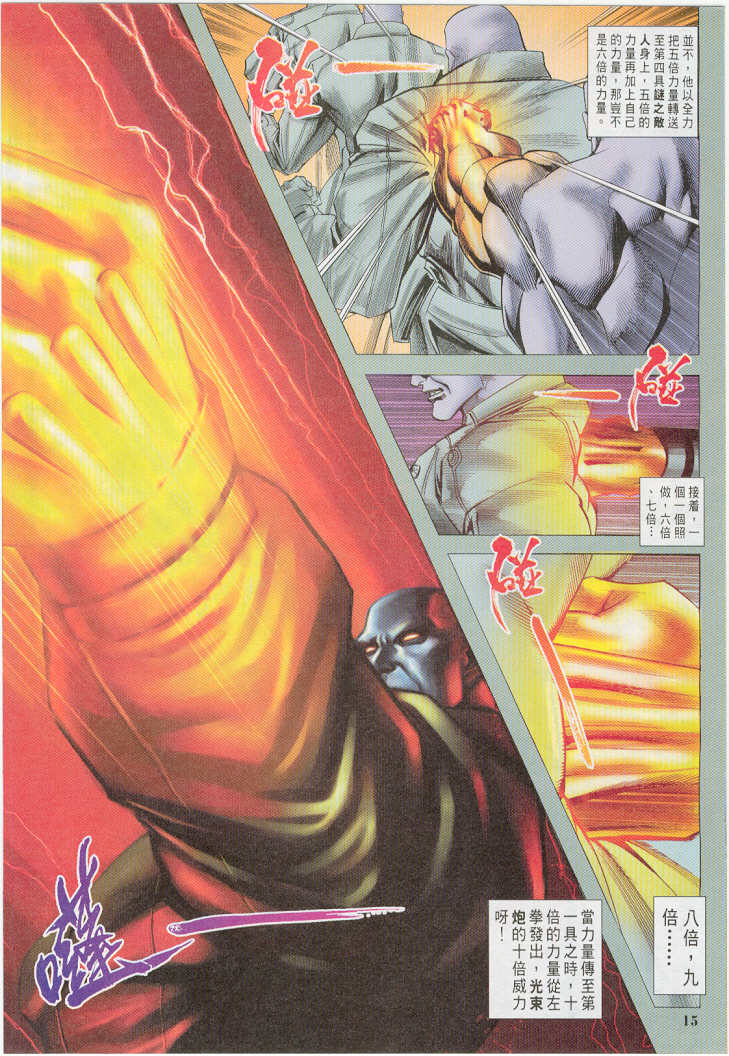 並不，他以全力
把五倍力量轉送
至第四具謎之敵
人身上，五倍的
力量再加上自己
的力量，那豈不
是六倍的力量。
碰—
碰—
接着，一
個一個照
做，六倍
、七倍…
碰—
八倍，九
倍……
當力量傳至第
十一具之時，十
倍的力量從左
拳發出，光束
炮的十倍威力
呀！
15